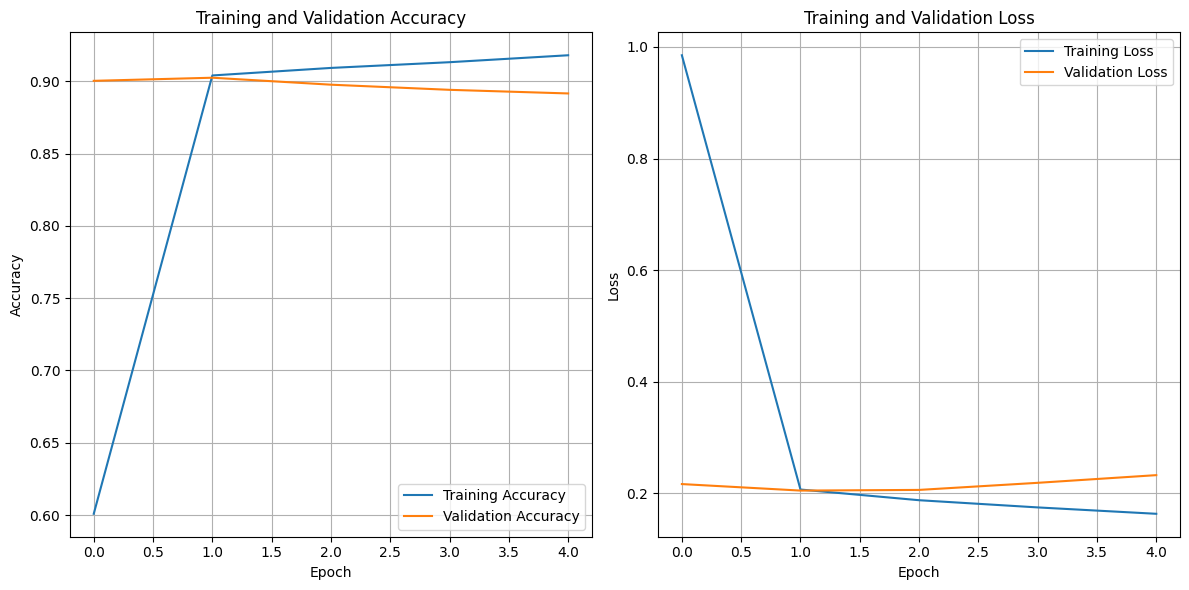 Training and Validation Accuracy
0.90
0.85
0.80
0.75
0.70
0.65
0.60
Accuracy
0.0 0.5 1.0 1.5 2.0 2.5 3.0 3.5 4.0
Epoch
Training Accuracy
Validation Accuracy
Training and Validation Loss
1.0
0.8
0.6
0.4
0.2
Loss
0.0 0.5 1.0 1.5 2.0 2.5 3.0 3.5 4.0
Epoch
Training Loss
Validation Loss